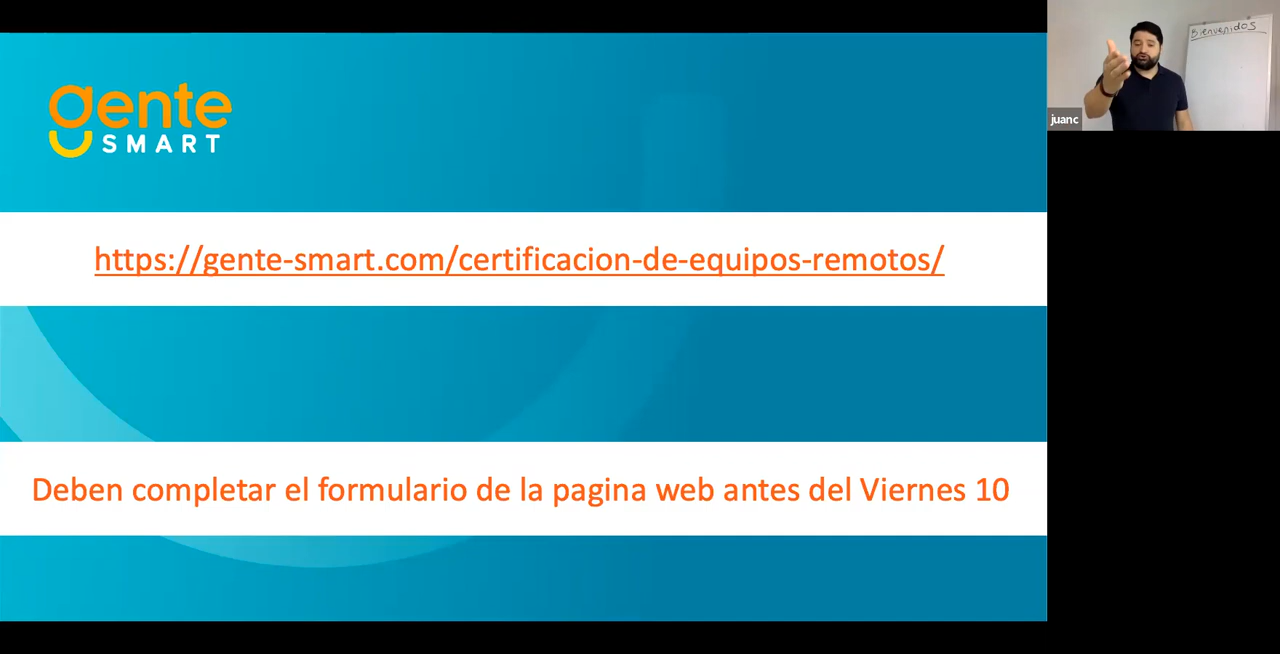 gente
SMART
https://gente-smart.com/certificacion-de-equipos-remotos/
Deben completar el formulario de la pagina web antes del Viernes 10
Bienvenidos
juanc